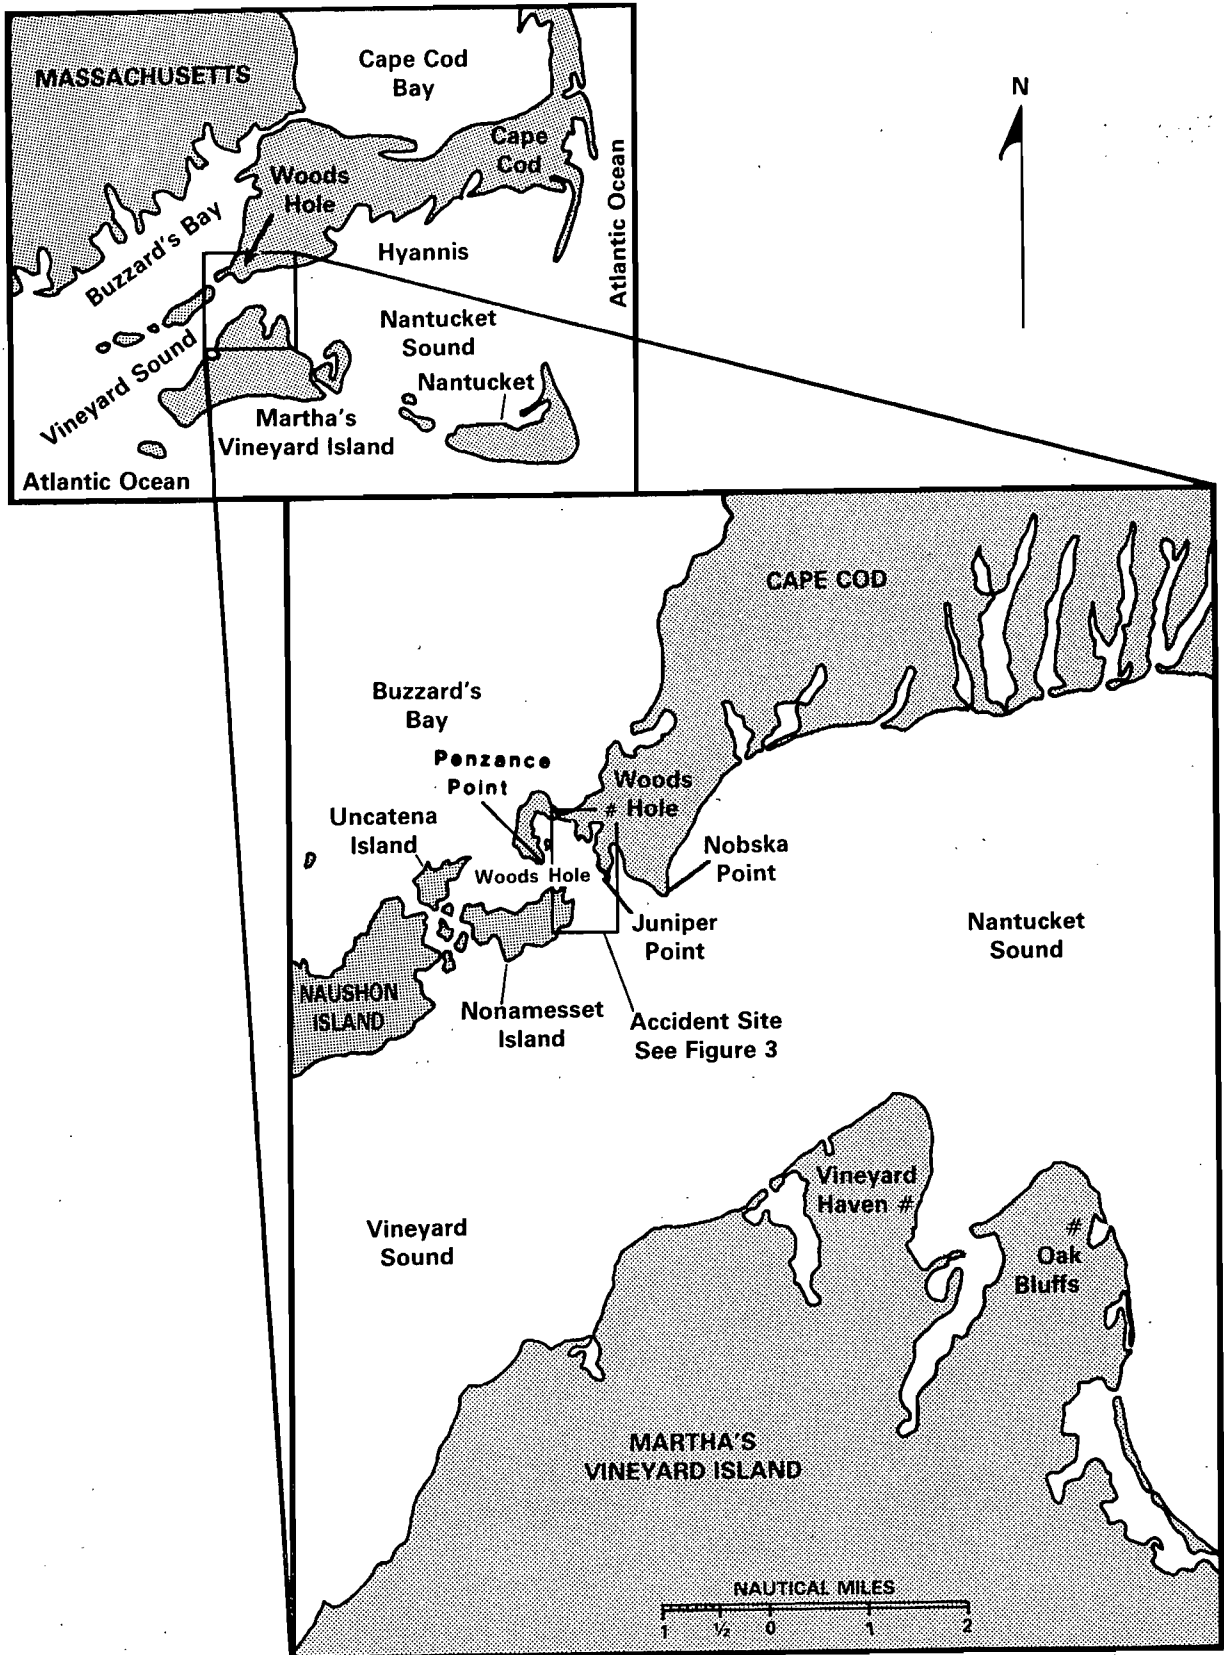 MASSACHUSETTS
Cape Cod
Bay
Cape
Cod
Woods
Hole
Atlantic Ocean
Buzzard's Bay
Hyannis
Nantucket
Sound
Vineyard Sound
Nantucket
Martha's
Vineyard Island
Atlantic Ocean
N
CAPE COD
Buzzard's
Bay
Penzance
Point
Woods
# Hole
Uncatena
Island
Nobska
Point
Woods Hole
Juniper
Point
Nantucket
Sound
NAUSHON
ISLAND
Nonamesset
Island
Accident Site
See Figure 3
Vineyard
Haven #
Vineyard
Sound
#
Oak
Bluffs
MARTHA'S
VINEYARD ISLAND
NAUTICAL MILES
1 ½ 0 1 2